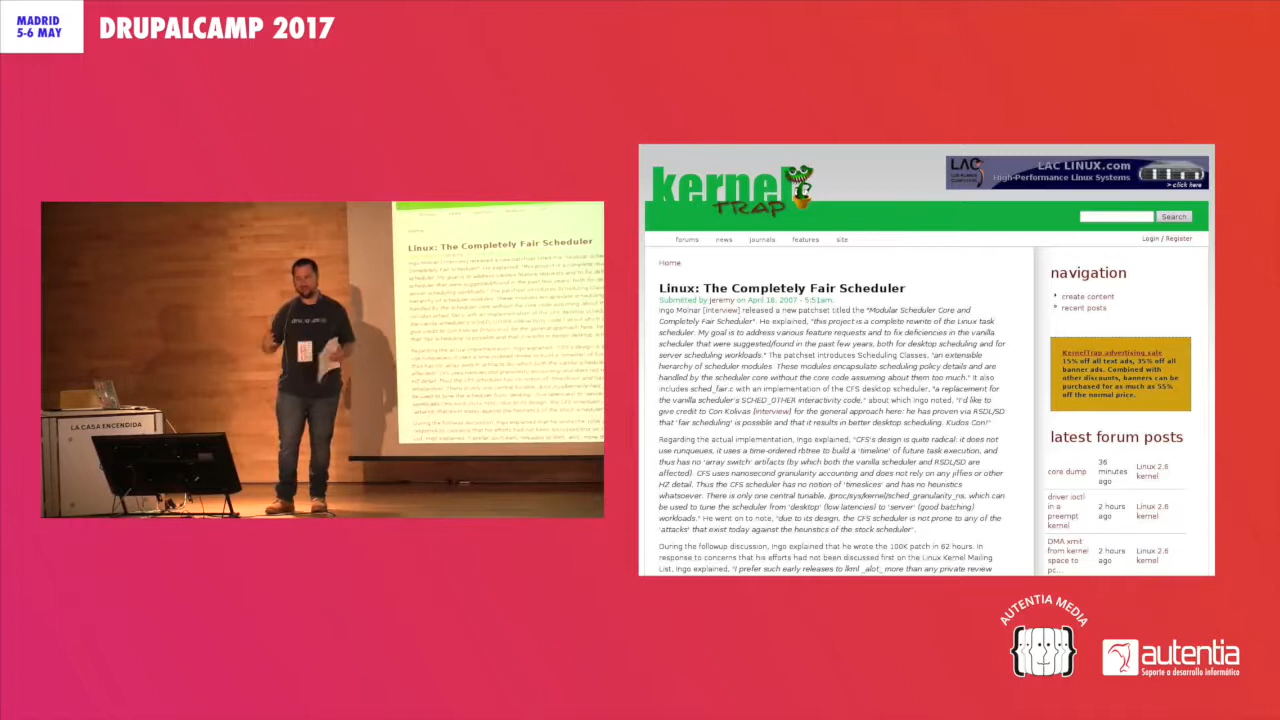 MADRID
5-6 MAY
DRUPALCAMP 2017
Linux: The Completely Fair Scheduler
LA CASA ENCENDIDA
kernel
TRAP
LAC
LAC LINUX.com
High-Performance Linux Systems
> click here
Search
forums news journals features site
Login / Register
Home
Linux: The Completely Fair Scheduler
Submitted by Jeremy on April 18, 2007 - 5:51am.
Ingo Molnar [interview] released a new patchset titled the "Modular Scheduler Core and
Completely Fair Scheduler". He explained, "this project is a complete rewrite of the Linux task
scheduler. My goal is to address various feature requests and to fix deficiencies in the vanilla
scheduler that were suggested/found in the past few years, both for desktop scheduling and for
server scheduling workloads." The patchset introduces Scheduling Classes, "an extensible
hierarchy of scheduler modules. These modules encapsulate scheduling policy details and are
handled by the scheduler core without the core code assuming about them too much." It also
includes sched_fair.c with an implementation of the CFS desktop scheduler, "a replacement for
the vanilla scheduler's SCHED_OTHER interactivity code," about which Ingo noted, "I'd like to
give credit to Con Kolivas [interview] for the general approach here: he has proven via RSDL/SD
that 'fair scheduling' is possible and that it results in better desktop scheduling. Kudos Con!"
Regarding the actual implementation, Ingo explained, "CFS's design is quite radical: it does not
use runqueues, it uses a time-ordered rbtree to build a 'timeline' of future task execution, and
thus has no 'array switch' artifacts (by which both the vanilla scheduler and RSDL/SD are
affected). CFS uses nanosecond granularity accounting and does not rely on any jiffies or other
HZ detail. Thus the CFS scheduler has no notion of 'timeslices' and has no heuristics
whatsoever. There is only one central tunable, /proc/sys/kernel/sched_granularity_ns, which can
be used to tune the scheduler from 'desktop' (low latencies) to 'server' (good batching)
workloads." He went on to note, "due to its design, the CFS scheduler is not prone to any of the
'attacks' that exist today against the heuristics of the stock scheduler".
During the followup discussion, Ingo explained that he wrote the 100K patch in 62 hours. In
response to concerns that his efforts had not been discussed first on the Linux Kernel Mailing
List, Ingo explained, "I prefer such early releases to lkml _alot_ more than any private review
navigation
create content
recent posts
KernelTrap advertising sale
15% off all text ads, 35% off all
banner ads. Combined with
other discounts, banners can be
purchased for as much as 55%
off the normal price.
latest forum posts
core dump 36 minutes ago Linux 2.6 kernel
driver ioctl in a preempt kernel 2 hours ago Linux 2.6 kernel
DMA xmit from kernel space to pc... 2 hours ago Linux 2.6 kernel
AUTENTIA MEDIA
autentia
Soporte a desarrollo informático